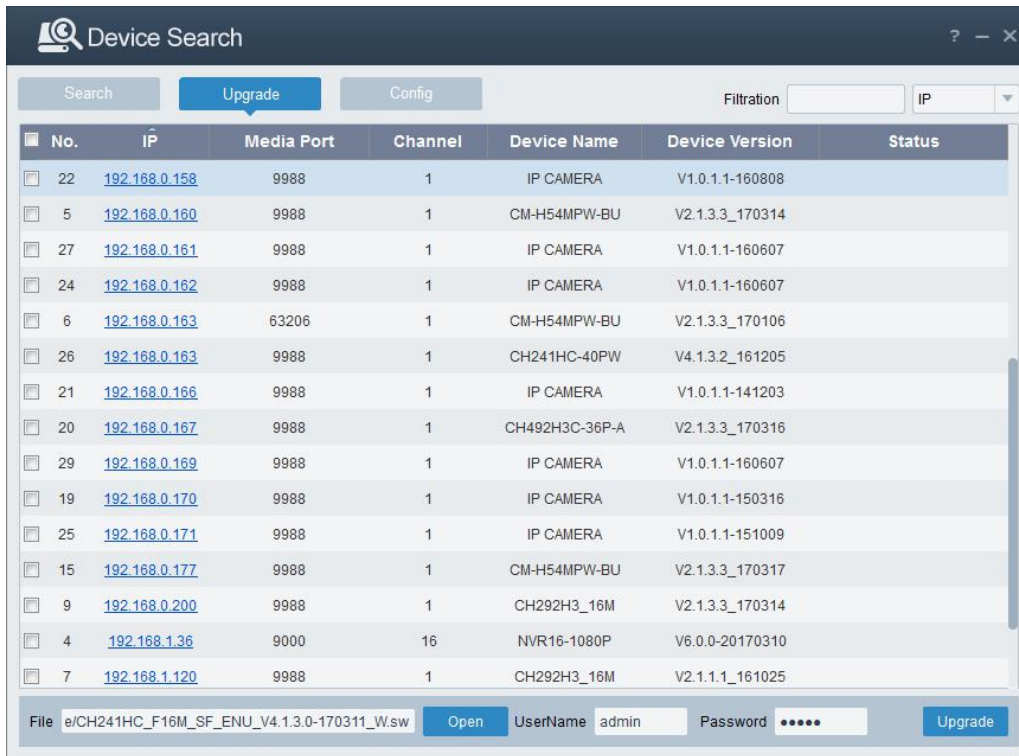 Device Search ? – ×
Search Upgrade Config Filtration IP
No. IP Media Port Channel Device Name Device Version Status
22 192.168.0.158 9988 1 IP CAMERA V1.0.1.1-160808
5 192.168.0.160 9988 1 CM-H54MPW-BU V2.1.3.3_170314
27 192.168.0.161 9988 1 IP CAMERA V1.0.1.1-160607
24 192.168.0.162 9988 1 IP CAMERA V1.0.1.1-160607
6 192.168.0.163 63206 1 CM-H54MPW-BU V2.1.3.3_170106
26 192.168.0.163 9988 1 CH241HC-40PW V4.1.3.2_161205
21 192.168.0.166 9988 1 IP CAMERA V1.0.1.1-141203
20 192.168.0.167 9988 1 CH492H3C-36P-A V2.1.3.3_170316
29 192.168.0.169 9988 1 IP CAMERA V1.0.1.1-160607
19 192.168.0.170 9988 1 IP CAMERA V1.0.1.1-150316
25 192.168.0.171 9988 1 IP CAMERA V1.0.1.1-151009
15 192.168.0.177 9988 1 CM-H54MPW-BU V2.1.3.3_170317
9 192.168.0.200 9988 1 CH292H3_16M V2.1.3.3_170314
4 192.168.1.36 9000 16 NVR16-1080P V6.0.0-20170310
7 192.168.1.120 9988 1 CH292H3_16M V2.1.1.1_161025
File e/CH241HC_F16M_SF_ENU_V4.1.3.0-170311_W.sw Open UserName admin Password ●●●●● Upgrade